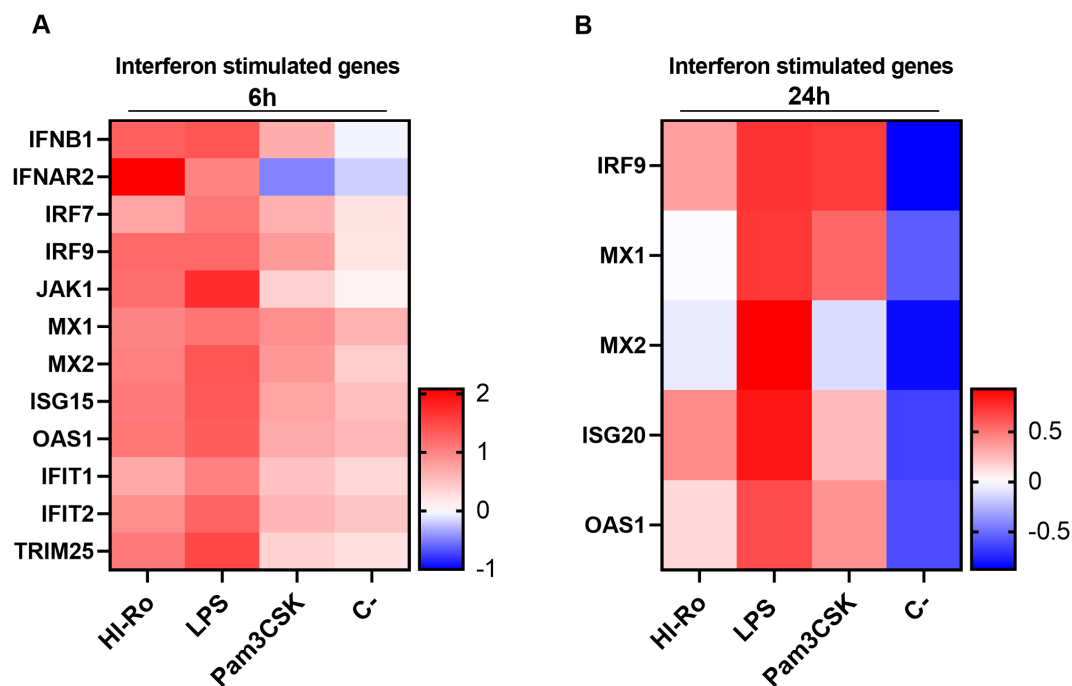 A
Interferon stimulated genes
6h
IFNB1
IFNAR2
IRF7
IRF9
JAK1
MX1
MX2
ISG15
OAS1
IFIT1
IFIT2
TRIM25
HI-Ro
LPS
Pam3CSK
C-
2
1
0
-1
B
Interferon stimulated genes
24h
IRF9
MX1
MX2
ISG20
OAS1
HI-Ro
LPS
Pam3CSK
C-
0.5
0
-0.5